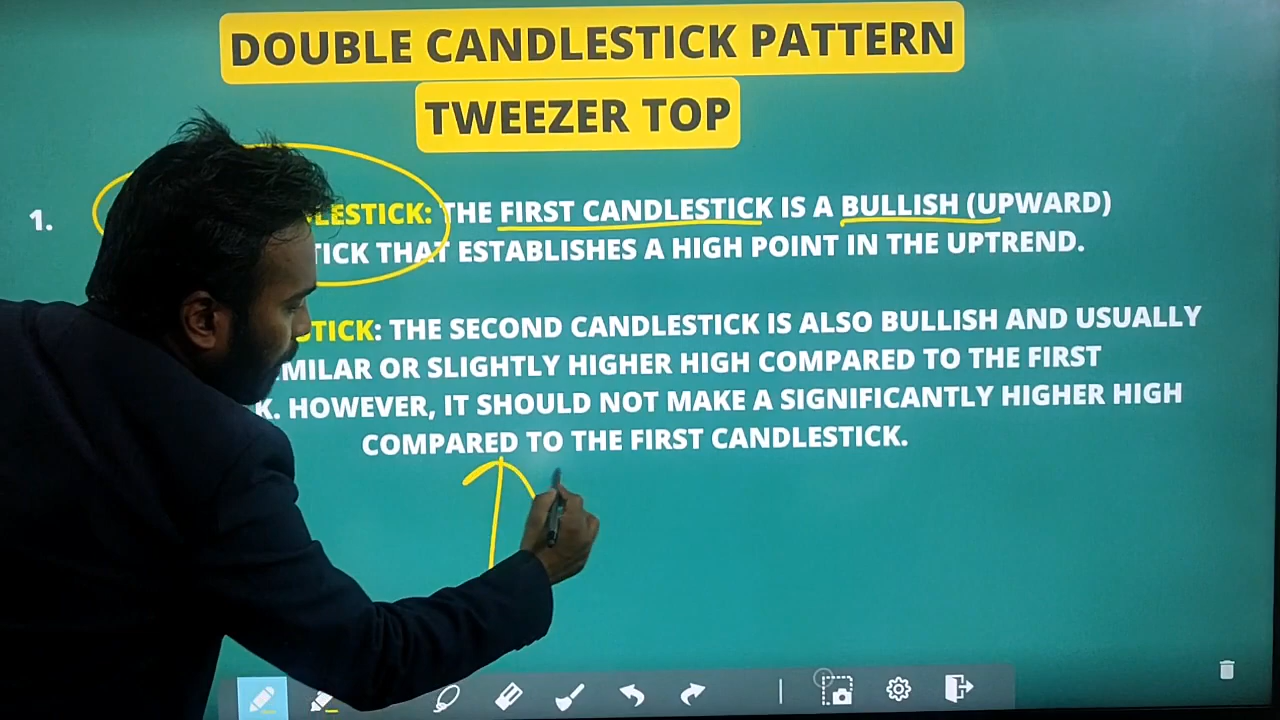 DOUBLE CANDLESTICK PATTERN
TWEEZER TOP
1. LESTICK: THE FIRST CANDLESTICK IS A BULLISH (UPWARD)
TICK THAT ESTABLISHES A HIGH POINT IN THE UPTREND.
STICK: THE SECOND CANDLESTICK IS ALSO BULLISH AND USUALLY
MILAR OR SLIGHTLY HIGHER HIGH COMPARED TO THE FIRST
K. HOWEVER, IT SHOULD NOT MAKE A SIGNIFICANTLY HIGHER HIGH
COMPARED TO THE FIRST CANDLESTICK.